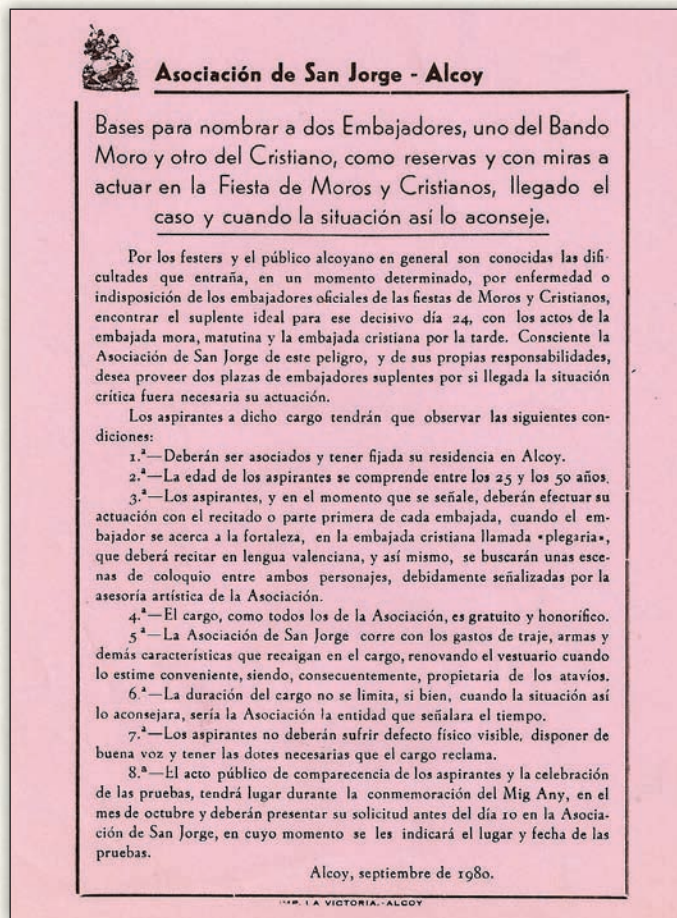 Asociación de San Jorge - Alcoy
Bases para nombrar a dos Embajadores, uno del Bando
Moro y otro del Cristiano, como reservas y con miras a
actuar en la Fiesta de Moros y Cristianos, llegado el
caso y cuando la situación así lo aconseje.
Por los festers y el público alcoyano en general son conocidas las difi-
cultades que entraña, en un momento determinado, por enfermedad o
indisposición de los embajadores oficiales de las fiestas de Moros y Cristianos,
encontrar el suplente ideal para ese decisivo día 24, con los actos de la
embajada mora, matutina y la embajada cristiana por la tarde. Consciente la
Asociación de San Jorge de este peligro, y de sus propias responsabilidades,
desea proveer dos plazas de embajadores suplentes por si llegada la situación
crítica fuera necesaria su actuación.
Los aspirantes a dicho cargo tendrán que observar las siguientes con-
diciones:
1.ª—Deberán ser asociados y tener fijada su residencia en Alcoy.
2.ª—La edad de los aspirantes se comprende entre los 25 y los 50 años.
3.ª—Los aspirantes, y en el momento que se señale, deberán efectuar su
actuación con el recitado o parte primera de cada embajada, cuando el em-
bajador se acerca a la fortaleza, en la embajada cristiana llamada «plegaria»,
que deberá recitar en lengua valenciana, y así mismo, se buscarán unas esce-
nas de coloquio entre ambos personajes, debidamente señalizadas por la
asesoría artística de la Asociación.
4.ª—El cargo, como todos los de la Asociación, es gratuito y honorífico.
5ª—La Asociación de San Jorge corre con los gastos de traje, armas y
demás características que recaigan en el cargo, renovando el vestuario cuando
lo estime conveniente, siendo, consecuentemente, propietaria de los atavíos.
6.ª—La duración del cargo no se limita, si bien, cuando la situación así
lo aconsejara, sería la Asociación la entidad que señalara el tiempo.
7.ª—Los aspirantes no deberán sufrir defecto físico visible, disponer de
buena voz y tener las dotes necesarias que el cargo reclama.
8.ª—El acto público de comparecencia de los aspirantes y la celebración
de las pruebas, tendrá lugar durante la conmemoración del Mig Any, en el
mes de octubre y deberán presentar su solicitud antes del día 10 en la Asocia-
ción de San Jorge, en cuyo momento se les indicará el lugar y fecha de las
pruebas.
Alcoy, septiembre de 1980.
IMP. LA VICTORIA.-ALCOY